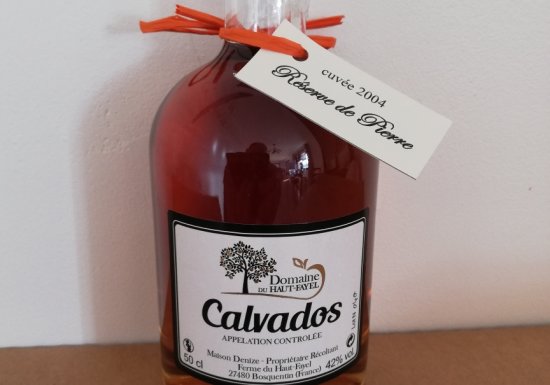 cuvée 2004
Réserve de Pierre
Domaine
DU HAUT-FAYEL
Calvados
APPELATION CONTROLÉE
Maison Denize - Propriétaire Récoltant
Ferme du Haut-Fayel
27480 Bosquentin (France)
50 cl
42% vol